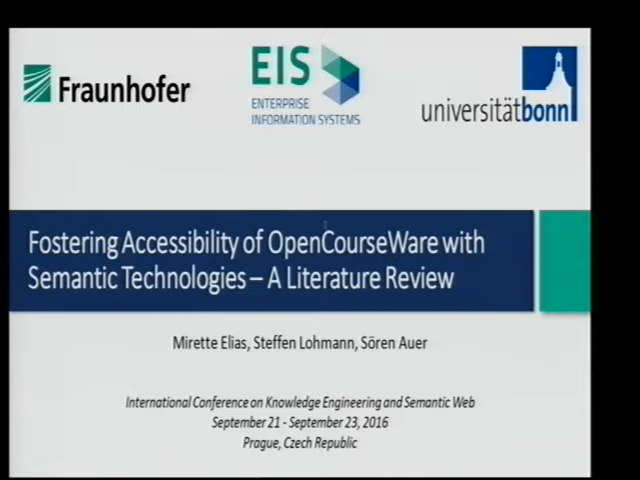 Fraunhofer
EIS
ENTERPRISE
INFORMATION SYSTEMS
universitätbonn
Fostering Accessibility of OpenCourseWare with
Semantic Technologies – A Literature Review
Mirette Elias, Steffen Lohmann, Sören Auer
International Conference on Knowledge Engineering and Semantic Web
September 21 - September 23, 2016
Prague, Czech Republic